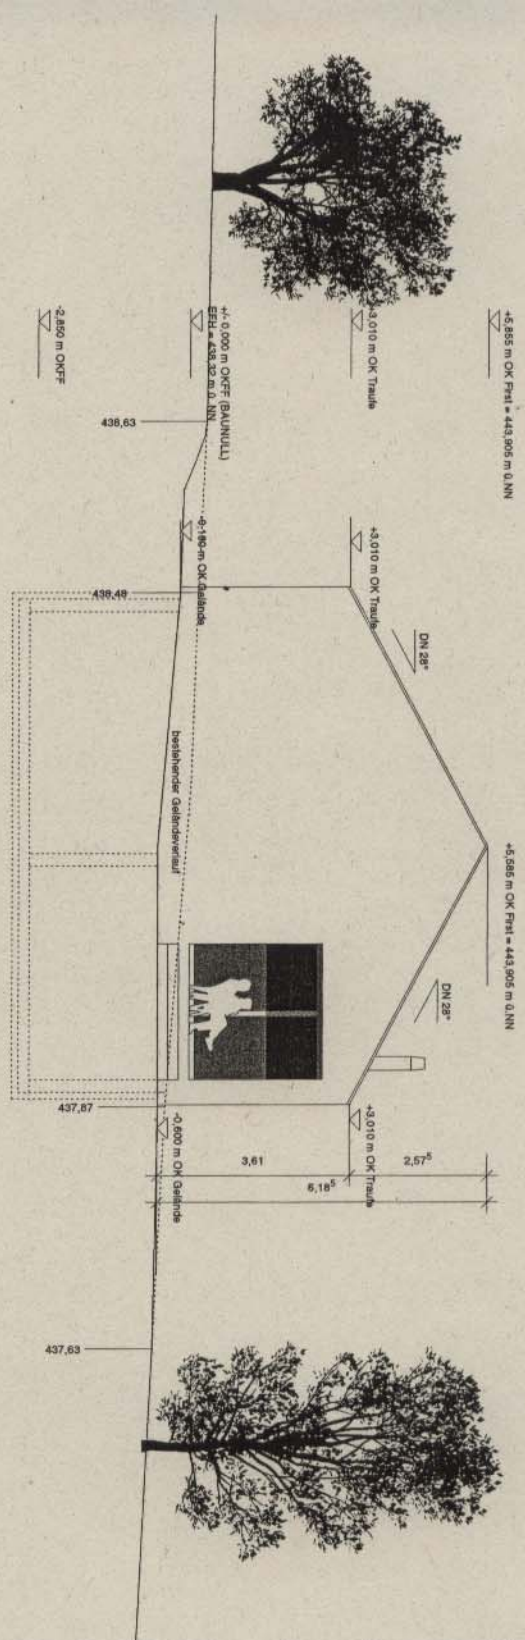 +5,855 m OK First = 443,905 m ü.NN
+5,585 m OK First = 443,905 m ü.NN
DN 28°
DN 28°
+3,010 m OK Traufe
+3,010 m OK Traufe
+3,010 m OK Traufe
2,57⁵
3,61
6,18⁵
+/- 0,000 m OKFF (BAUNULL)
EFH = 438,32 m ü. NN
-0,180 m OK Gelände
bestehender Geländeverlauf
-0,600 m OK Gelände
438,63
438,48
437,87
437,63
-2,850 m OKFF